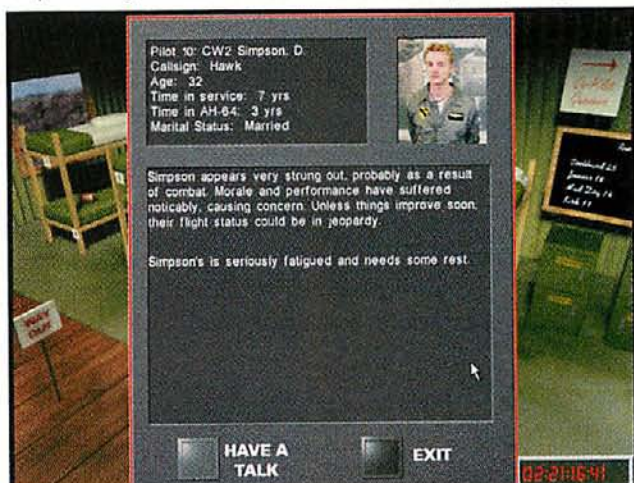 Pilot 10: CW2 Simpson. D.
Callsign: Hawk
Age: 32
Time in service: 7 yrs
Time in AH-64: 3 yrs
Marital Status: Married
Simpson appears very strung out, probably as a result
of combat. Morale and performance have suffered
noticably, causing concern. Unless things improve soon,
their flight status could be in jeopardy.
Simpson's is seriously fatigued and needs some rest.
WAY
OUT
HAVE A
TALK
EXIT
02:21:16:41